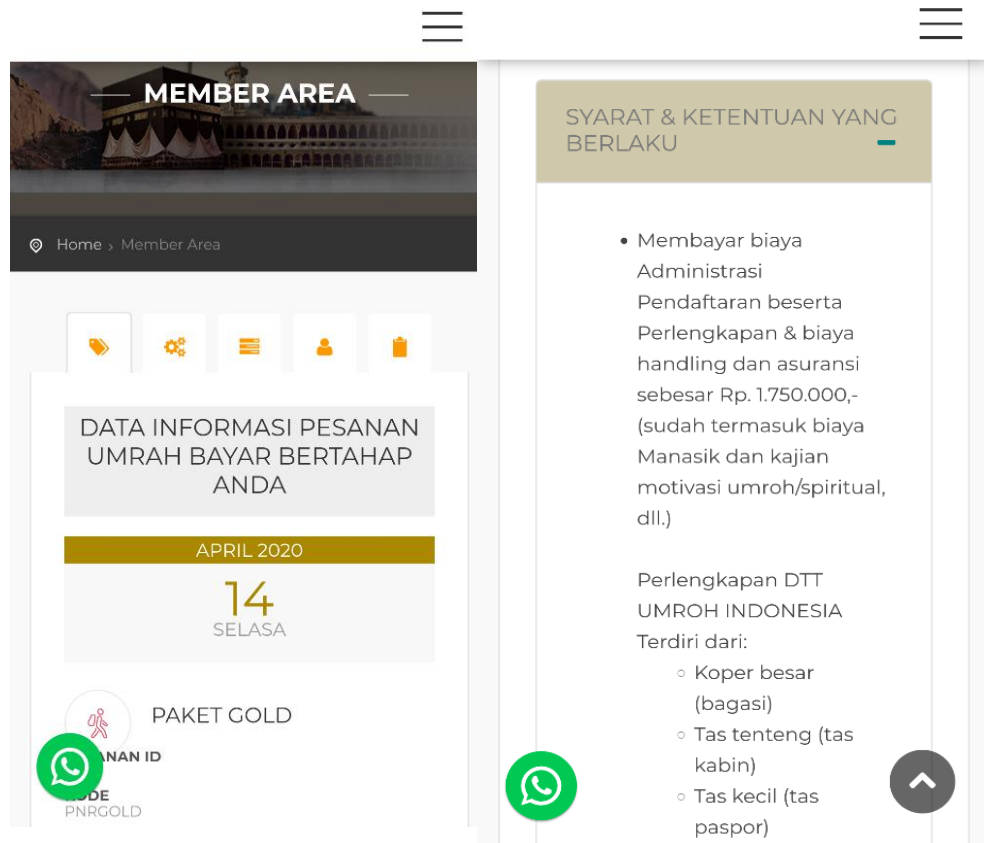 MEMBER AREA
Home › Member Area
DATA INFORMASI PESANAN
UMRAH BAYAR BERTAHAP
ANDA
APRIL 2020
14
SELASA
PAKET GOLD
ANAN ID
ODE
PNRGOLD
SYARAT & KETENTUAN YANG
BERLAKU
• Membayar biaya
Administrasi
Pendaftaran beserta
Perlengkapan & biaya
handling dan asuransi
sebesar Rp. 1.750.000,-
(sudah termasuk biaya
Manasik dan kajian
motivasi umroh/spiritual,
dll.)
Perlengkapan DTT
UMROH INDONESIA
Terdiri dari:
○ Koper besar
(bagasi)
○ Tas tenteng (tas
kabin)
○ Tas kecil (tas
paspor)